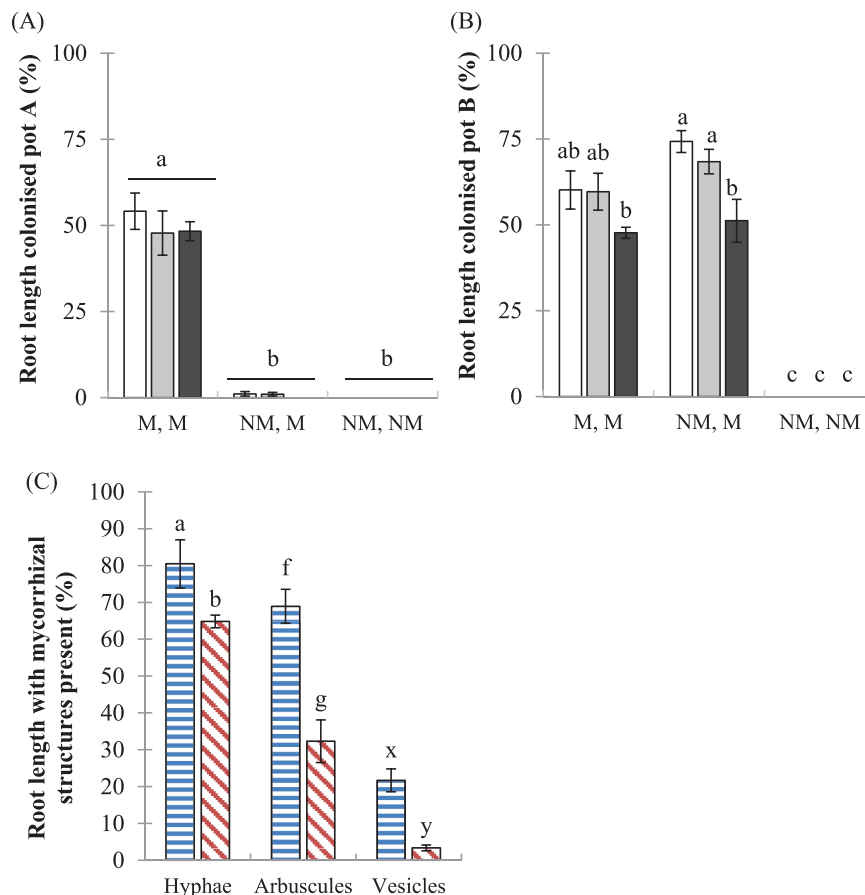 (A)
Root length colonised pot A (%)
100
75
50
25
0
a
b
b
M, M
NM, M
NM, NM
(B)
Root length colonised pot B (%)
100
75
50
25
0
ab ab b
a a b
c c c
M, M
NM, M
NM, NM
(C)
Root length with mycorrhizal
structures present (%)
100
90
80
70
60
50
40
30
20
10
0
a
b
f
g
x
y
Hyphae
Arbuscules
Vesicles